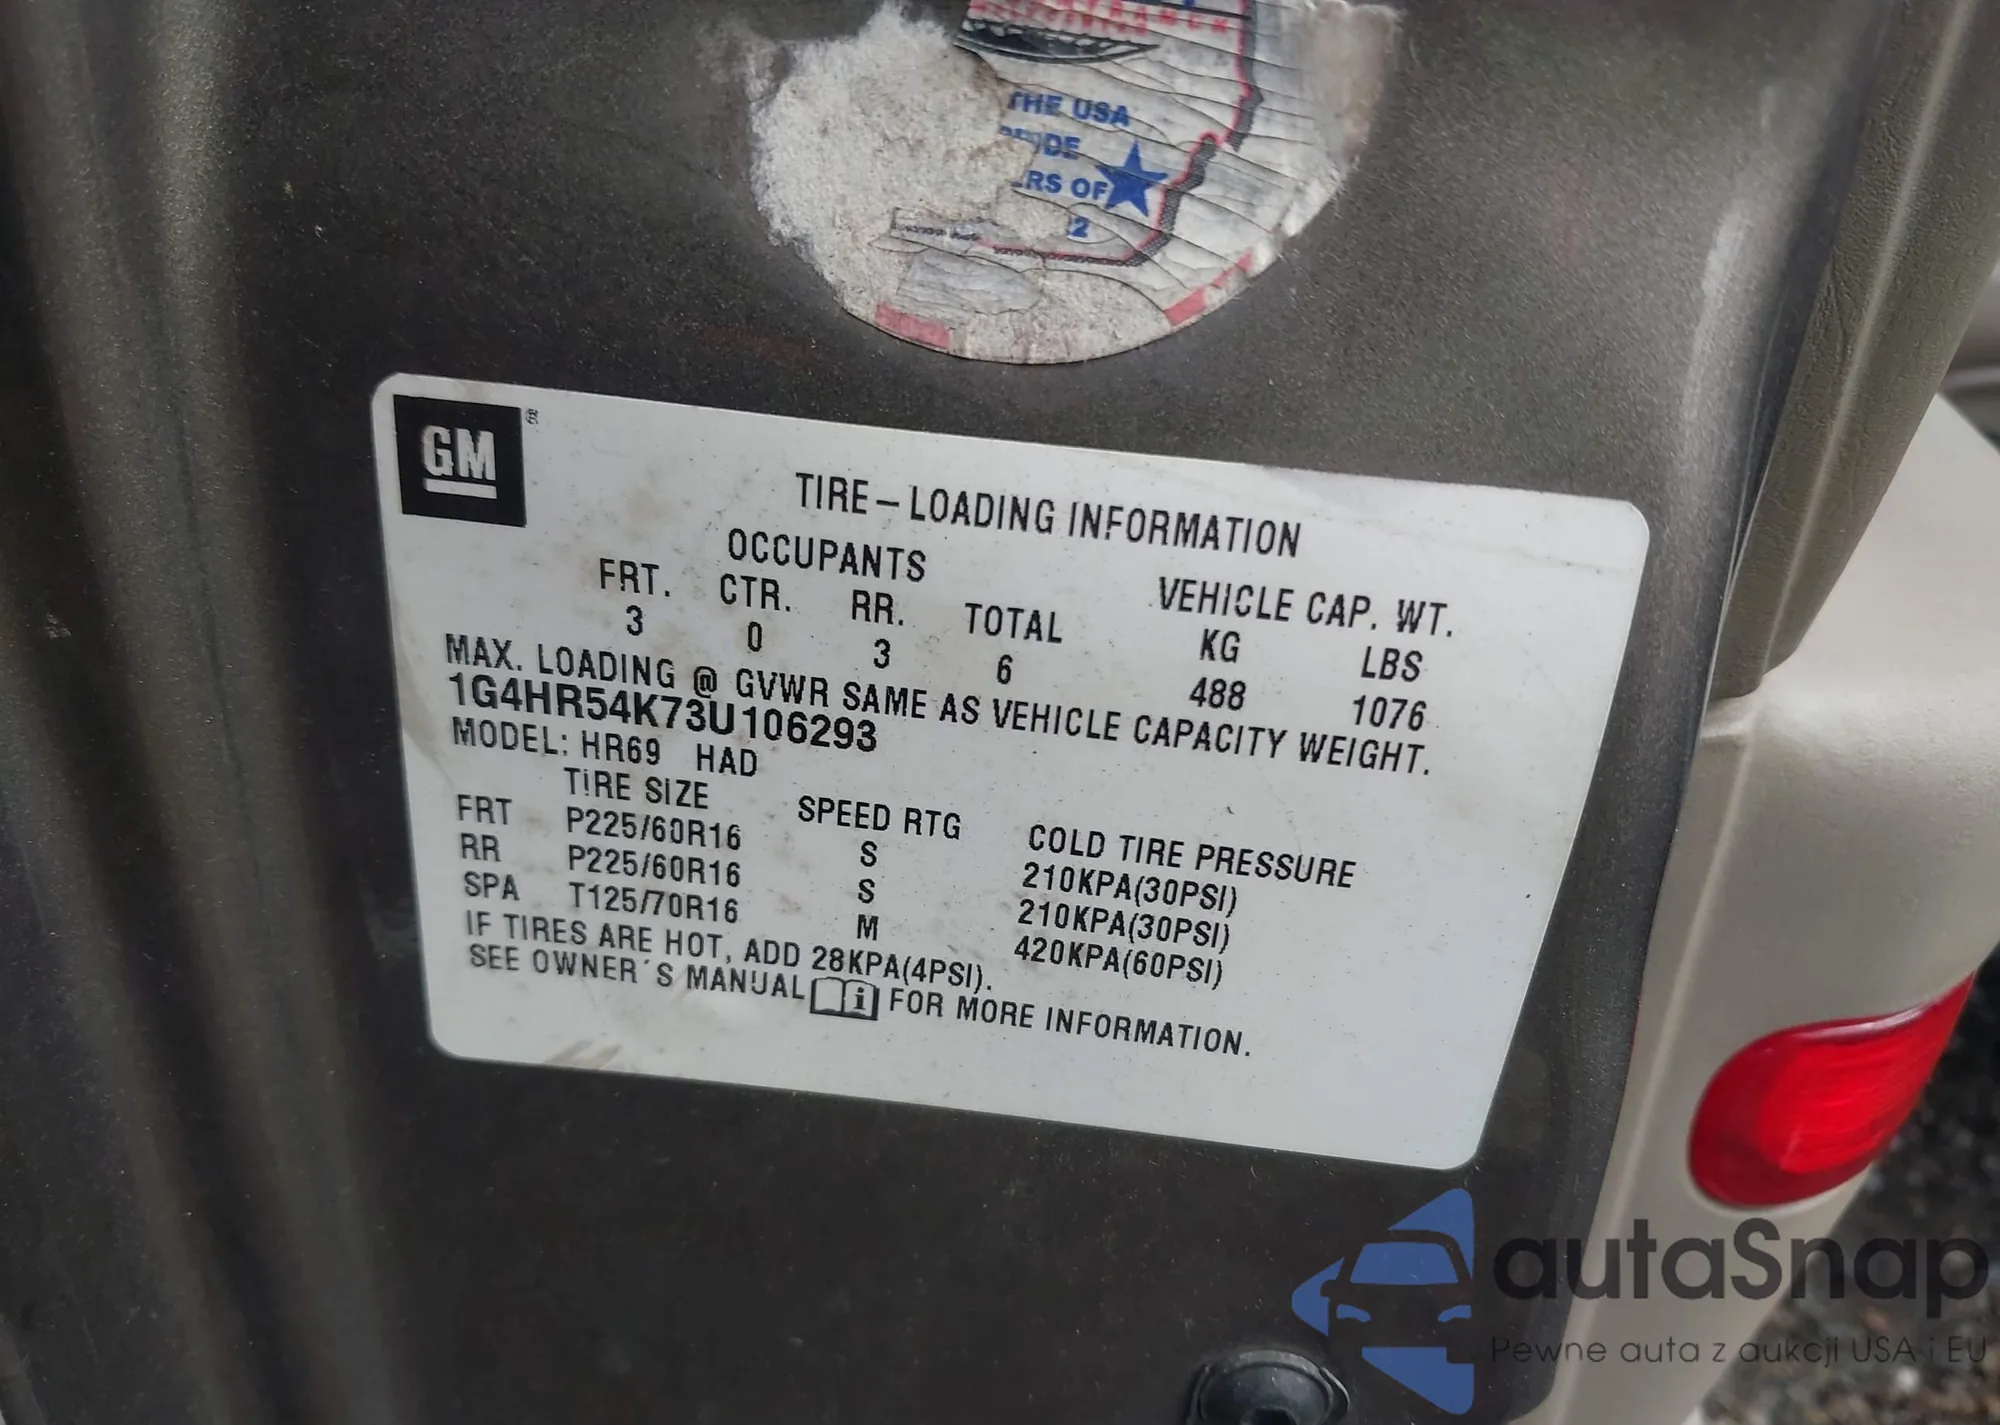 THE USA
RS OF
GM ®
TIRE – LOADING INFORMATION
OCCUPANTS VEHICLE CAP. WT.
FRT. CTR. RR. TOTAL KG LBS
3 0 3 6 488 1076
MAX. LOADING @ GVWR SAME AS VEHICLE CAPACITY WEIGHT.
1G4HR54K73U106293
MODEL: HR69 HAD
TIRE SIZE SPEED RTG COLD TIRE PRESSURE
FRT P225/60R16 S 210KPA(30PSI)
RR P225/60R16 S 210KPA(30PSI)
SPA T125/70R16 M 420KPA(60PSI)
IF TIRES ARE HOT, ADD 28KPA(4PSI).
SEE OWNER´S MANUAL i FOR MORE INFORMATION.
autaSnap
Pewne auta z aukcji USA i EU